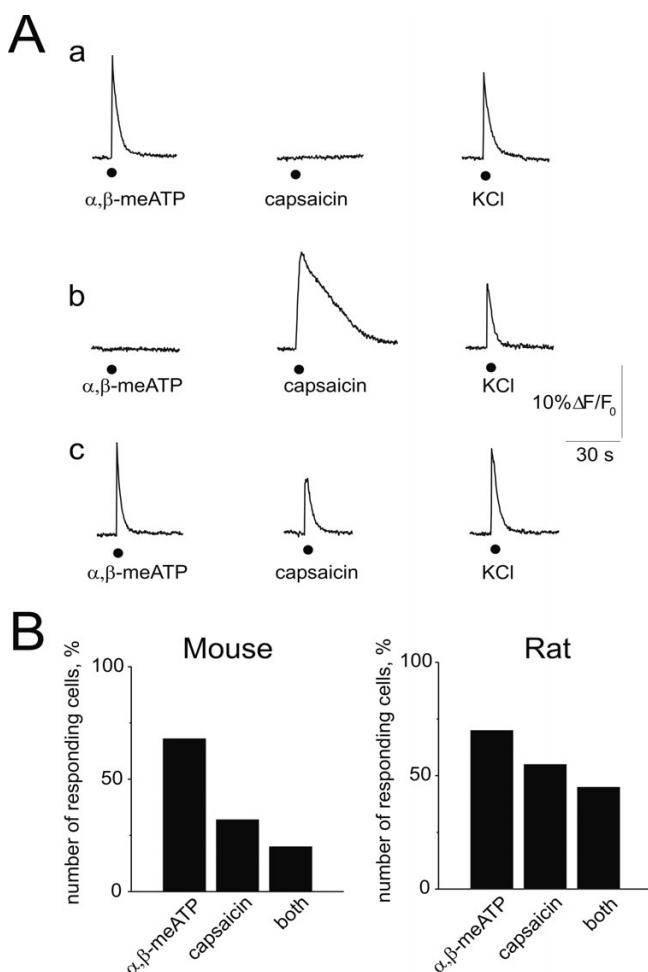 A
a
α,β-meATP capsaicin KCl
b
α,β-meATP capsaicin KCl
10%ΔF/F0
30 s
c
α,β-meATP capsaicin KCl
B
Mouse
number of responding cells, %
100
50
0
α,β-meATP capsaicin both
Rat
number of responding cells, %
100
50
0
α,β-meATP capsaicin both